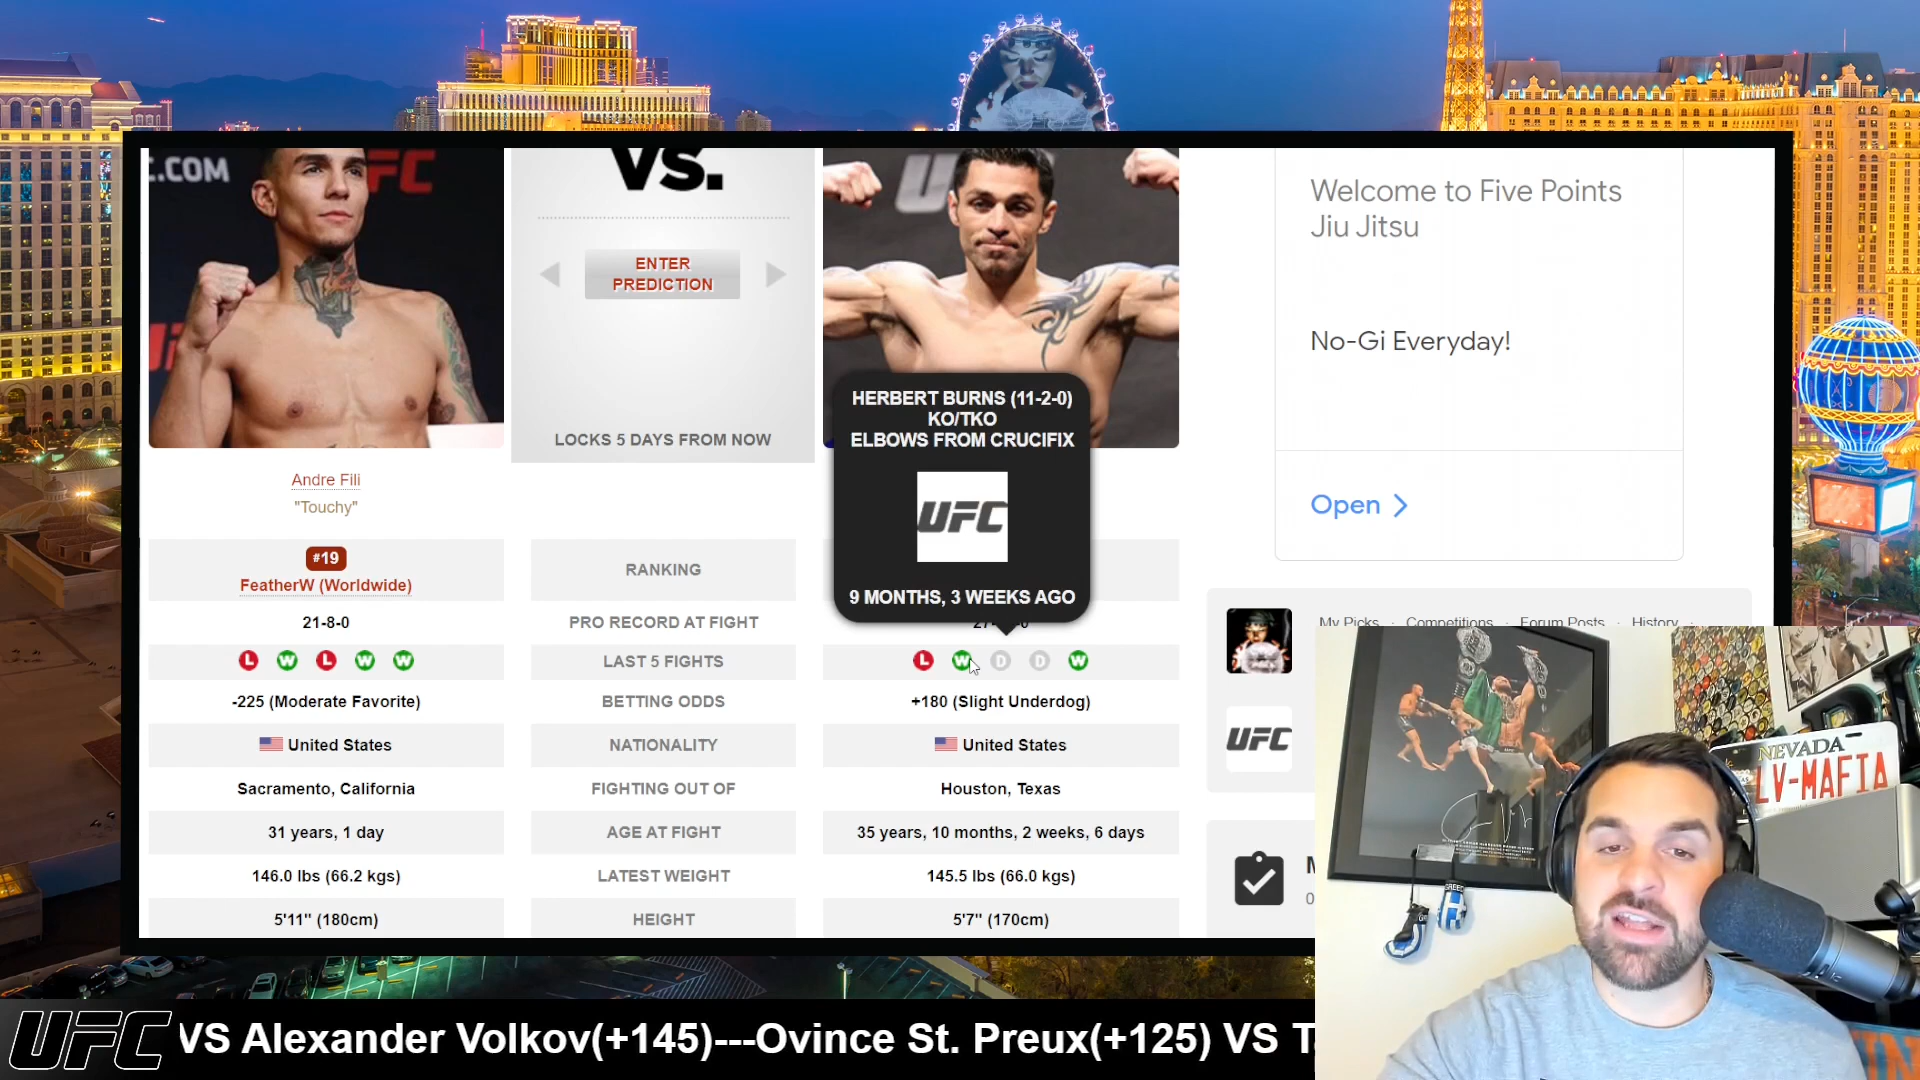 C.COM
FC
VS.
ENTER
PREDICTION
LOCKS 5 DAYS FROM NOW
U
HERBERT BURNS (11-2-0)
KO/TKO
ELBOWS FROM CRUCIFIX
UFC
9 MONTHS, 3 WEEKS AGO
Andre Fili
"Touchy"
#19
FeatherW (Worldwide)
RANKING
21-8-0
PRO RECORD AT FIGHT
L W L W W
LAST 5 FIGHTS
L W D D W
-225 (Moderate Favorite)
BETTING ODDS
+180 (Slight Underdog)
United States
NATIONALITY
United States
Sacramento, California
FIGHTING OUT OF
Houston, Texas
31 years, 1 day
AGE AT FIGHT
35 years, 10 months, 2 weeks, 6 days
146.0 lbs (66.2 kgs)
LATEST WEIGHT
145.5 lbs (66.0 kgs)
5'11" (180cm)
HEIGHT
5'7" (170cm)
Welcome to Five Points
Jiu Jitsu
No-Gi Everyday!
Open
My Picks · Competitions · Forum Posts · History ·
UFC
NEVADA
LV-MAFIA
GREECE
UFC VS Alexander Volkov(+145)---Ovince St. Preux(+125) VS T